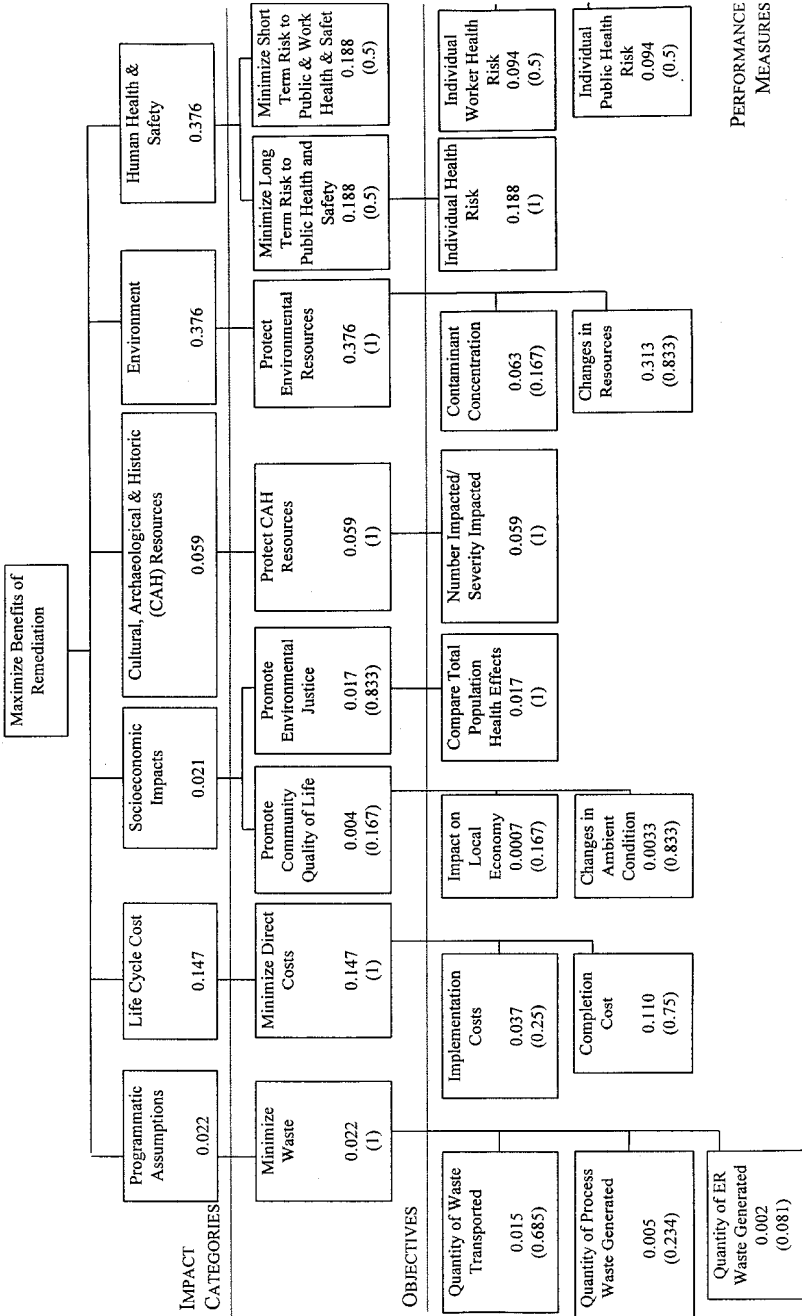 Maximize Benefits of
Remediation
IMPACT
CATEGORIES
Programmatic
Assumptions
0.022
Life Cycle Cost
0.147
Socioeconomic
Impacts
0.021
Cultural, Archaeological & Historic
(CAH) Resources
0.059
Environment
0.376
Human Health &
Safety
0.376
OBJECTIVES
Minimize
Waste
0.022
(1)
Minimize Direct
Costs
0.147
(1)
Promote
Community
Quality of Life
0.004
(0.167)
Promote
Environmental
Justice
0.017
(0.833)
Protect CAH
Resources
0.059
(1)
Protect
Environmental
Resources
0.376
(1)
Minimize Long
Term Risk to
Public Health and
Safety
0.188
(0.5)
Minimize Short
Term Risk to
Public & Work
Health & Safet
0.188
(0.5)
Quantity of Waste
Transported
0.015
(0.685)
Quantity of Process
Waste Generated
0.005
(0.234)
Quantity of ER
Waste Generated
0.002
(0.081)
Implementation
Costs
0.037
(0.25)
Completion
Cost
0.110
(0.75)
Impact on
Local
Economy
0.0007
(0.167)
Changes in
Ambient
Condition
0.0033
(0.833)
Compare Total
Population
Health Effects
0.017
(1)
Number Impacted/
Severity Impacted
0.059
(1)
Contaminant
Concentration
0.063
(0.167)
Changes in
Resources
0.313
(0.833)
Individual Health
Risk
0.188
(1)
Individual
Worker Health
Risk
0.094
(0.5)
Individual
Public Health
Risk
0.094
(0.5)
PERFORMANCE
MEASURES